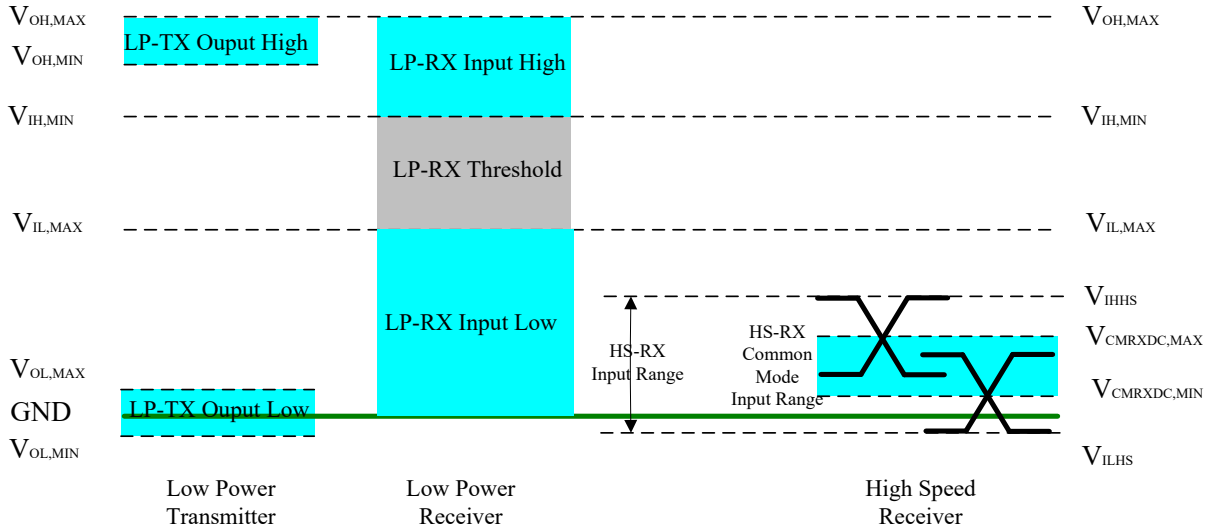 VOH,MAX
LP-TX Ouput High
VOH,MIN
LP-RX Input High
VOH,MAX
VIH,MIN
VIH,MIN
LP-RX Threshold
VIL,MAX
VIL,MAX
LP-RX Input Low
VIHHS
HS-RX
Input Range
HS-RX
Common
Mode
Input Range
VCMRXDC,MAX
VCMRXDC,MIN
VOL,MAX
GND
LP-TX Ouput Low
VOL,MIN
VILHS
Low Power
Transmitter
Low Power
Receiver
High Speed
Receiver